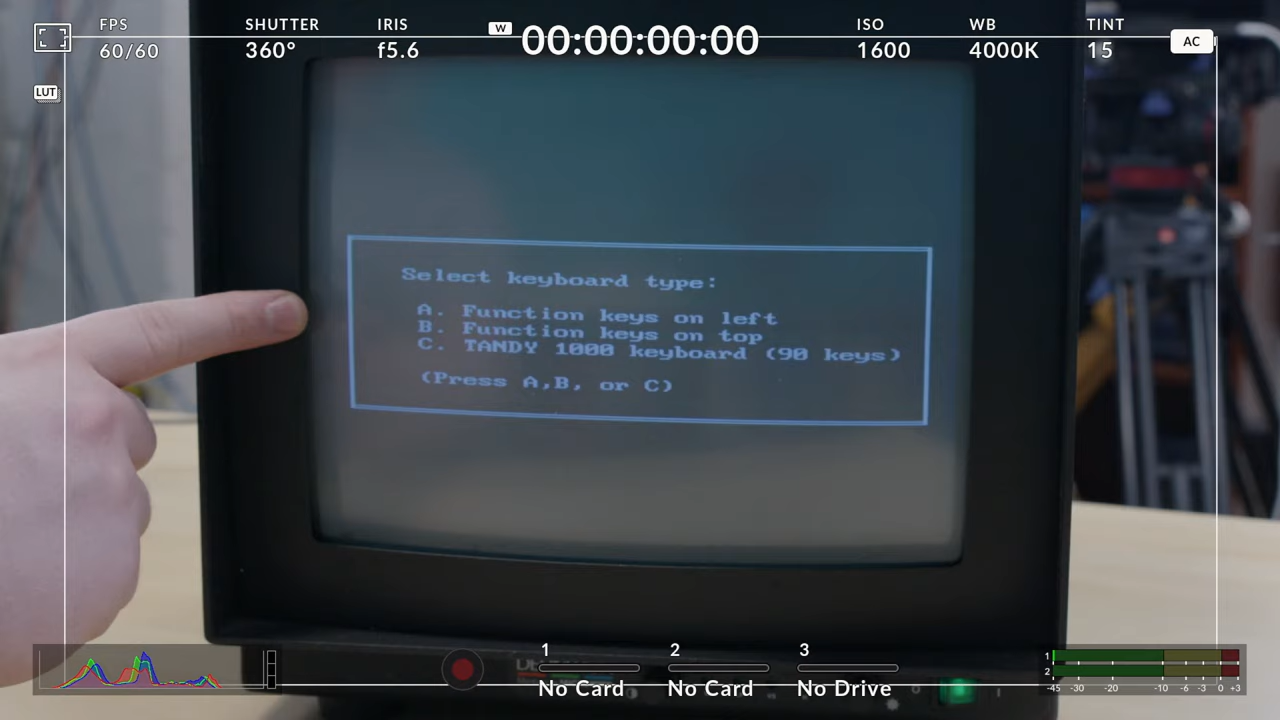 FPS SHUTTER IRIS W 00:00:00:00 ISO WB TINT AC
60/60 360° f5.6 1600 4000K 15
LUT
Select keyboard type:
A. Function keys on left
B. Function keys on top
C. TANDY 1000 keyboard (90 keys)
(Press A,B, or C)
1 2 3
No Card No Card No Drive
1
2
-45 -30 -20 -10 -6 -3 0 +3